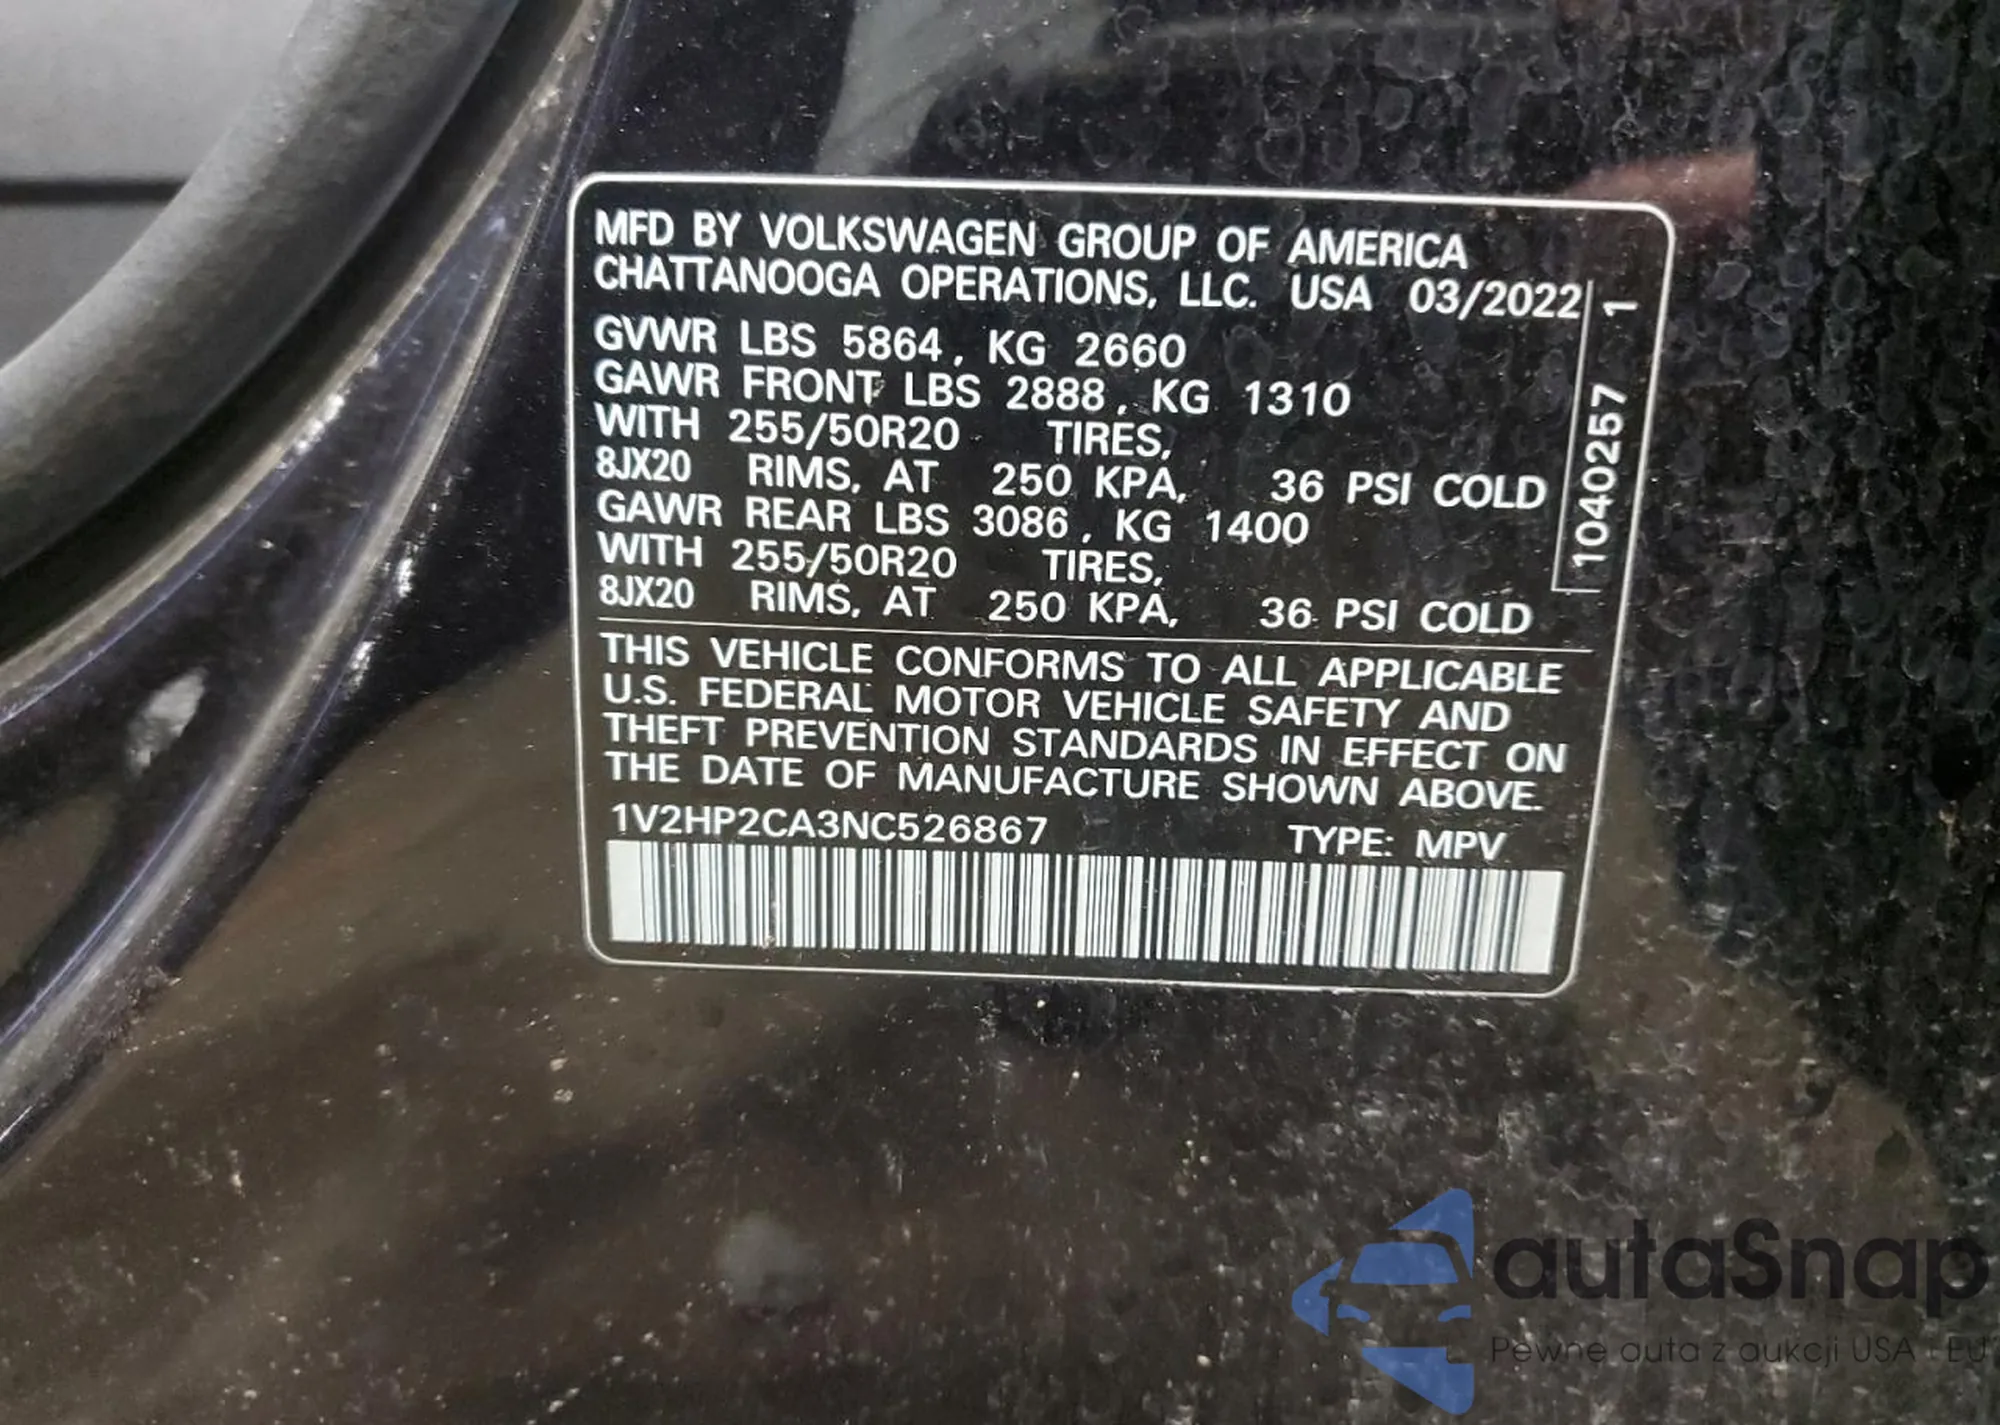 MFD BY VOLKSWAGEN GROUP OF AMERICA
CHATTANOOGA OPERATIONS, LLC. USA 03/2022
GVWR LBS 5864, KG 2660
GAWR FRONT LBS 2888, KG 1310
WITH 255/50R20 TIRES,
8JX20 RIMS, AT 250 KPA, 36 PSI COLD
GAWR REAR LBS 3086, KG 1400
WITH 255/50R20 TIRES,
8JX20 RIMS, AT 250 KPA, 36 PSI COLD
1040257 1
THIS VEHICLE CONFORMS TO ALL APPLICABLE
U.S. FEDERAL MOTOR VEHICLE SAFETY AND
THEFT PREVENTION STANDARDS IN EFFECT ON
THE DATE OF MANUFACTURE SHOWN ABOVE.
1V2HP2CA3NC526867 TYPE: MPV
autaSnap
Pewne auta z aukcji USA i EU